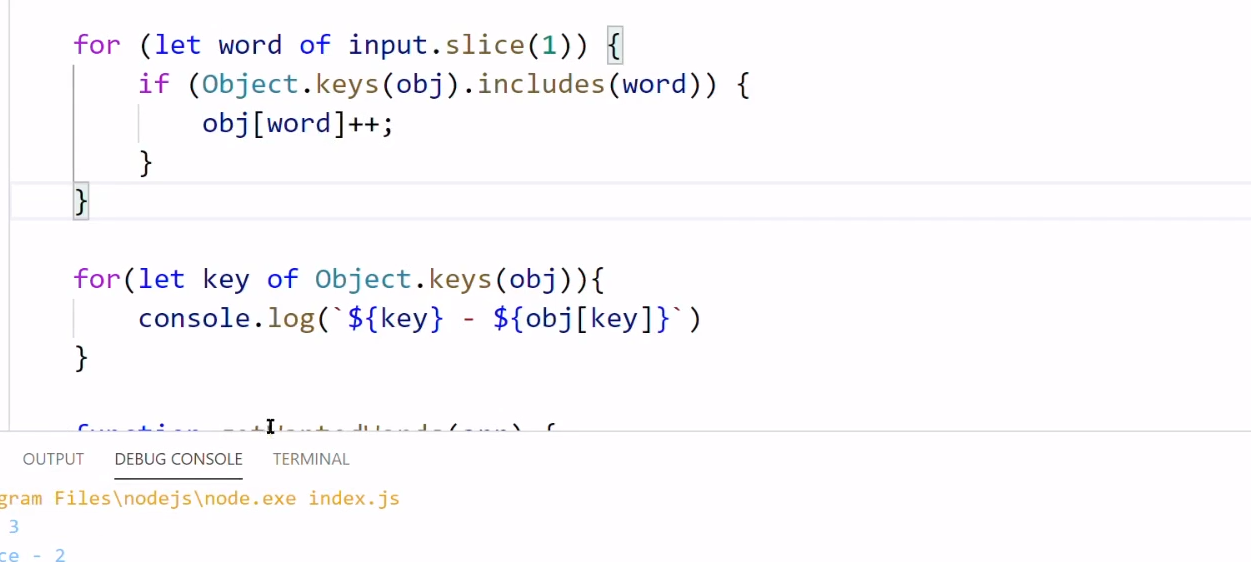 for (let word of input.slice(1)) {
if (Object.keys(obj).includes(word)) {
obj[word]++;
}
}
for(let key of Object.keys(obj)){
console.log(`${key} - ${obj[key]}`)
}
function
OUTPUT DEBUG CONSOLE TERMINAL
gram Files\nodejs\node.exe index.js
3
ce - 2